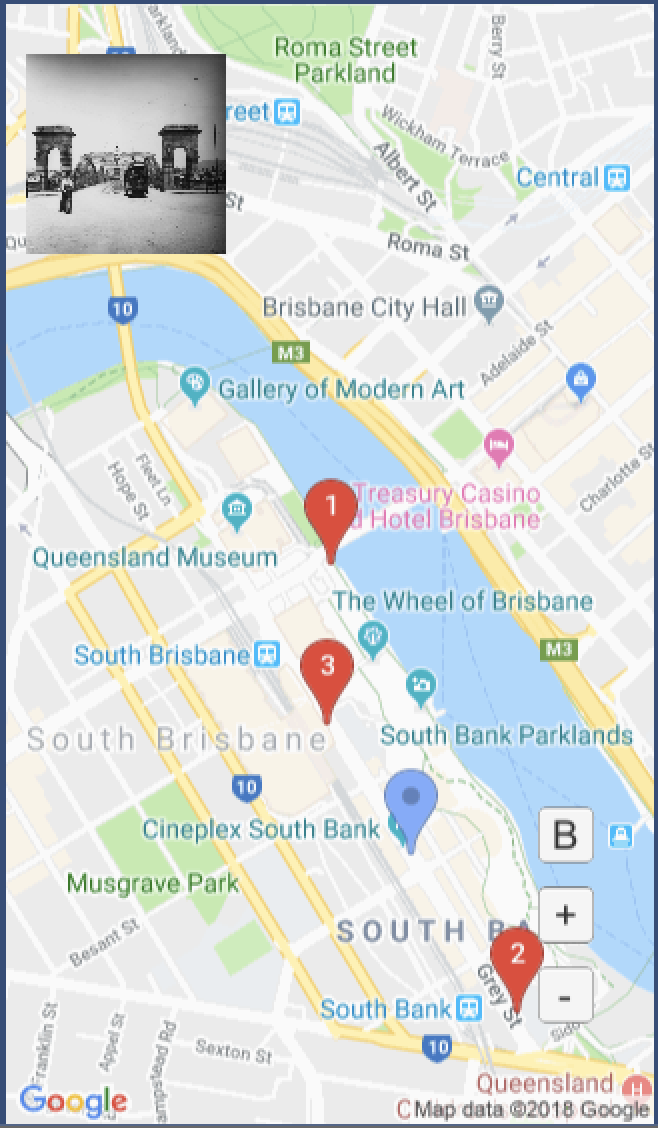 Roma Street
Parkland
Berry St
reet
Wickham Terrace
Albert St
Central
St
Roma St
10
Brisbane City Hall
M3
Adelaide St
Gallery of Modern Art
Charlotte St
Fleet Ln
Hope St
1
Treasury Casino
d Hotel Brisbane
Queensland Museum
The Wheel of Brisbane
M3
South Brisbane
3
South Bank Parklands
South Brisbane
10
Cineplex South Bank
B
Musgrave Park
+
SOUTH BA
Besant St
2
-
Grey St
South Bank
Franklin St
Appel St
Sexton St
10
Queensland
H
Google
Map data ©2018 Google